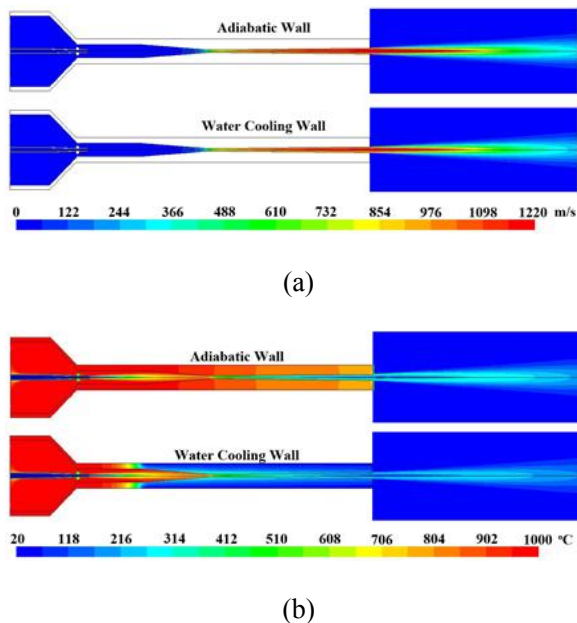 Adiabatic Wall
Water Cooling Wall
0 122 244 366 488 610 732 854 976 1098 1220 m/s
(a)
Adiabatic Wall
Water Cooling Wall
20 118 216 314 412 510 608 706 804 902 1000 °C
(b)